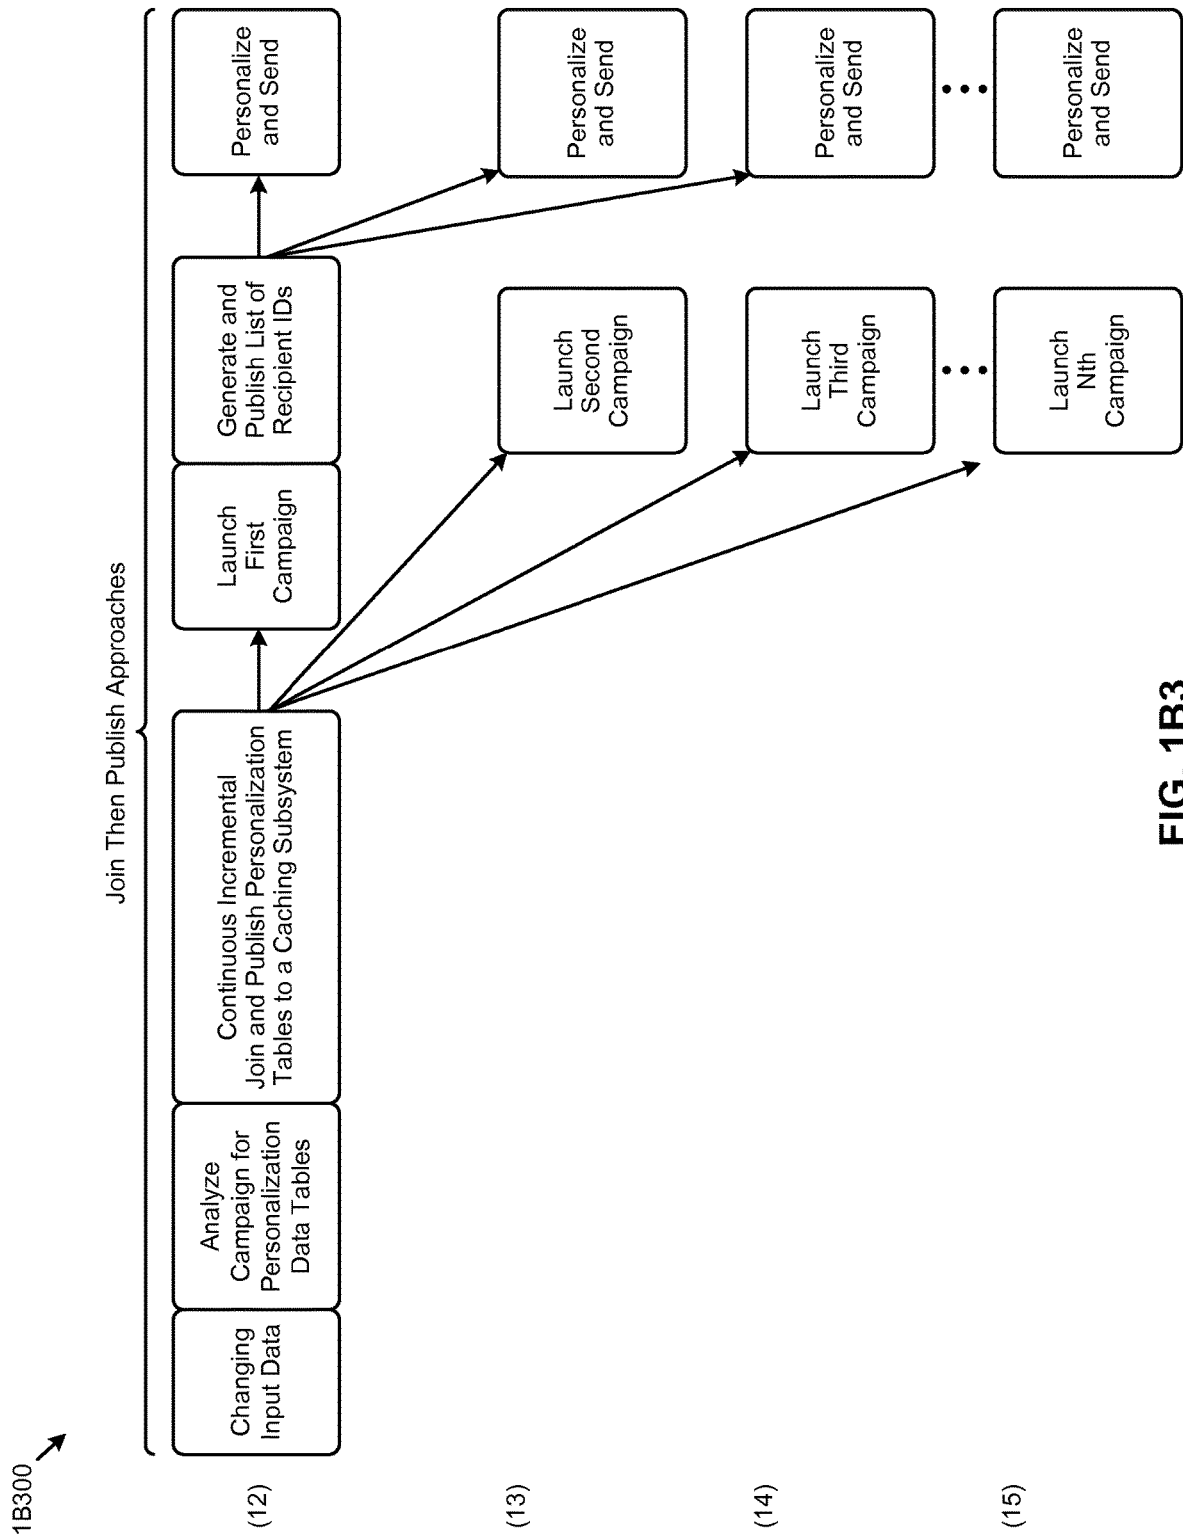 1B300
Join Then Publish Approaches
(12)
Changing
Input Data
Analyze
Campaign for
Personalization
Data Tables
Continuous Incremental
Join and Publish Personalization
Tables to a Caching Subsystem
Launch
First
Campaign
Generate and
Publish List of
Recipient IDs
Personalize
and Send
(13)
Launch
Second
Campaign
Personalize
and Send
(14)
Launch
Third
Campaign
Personalize
and Send
(15)
Launch
Nth
Campaign
Personalize
and Send
FIG. 1B3